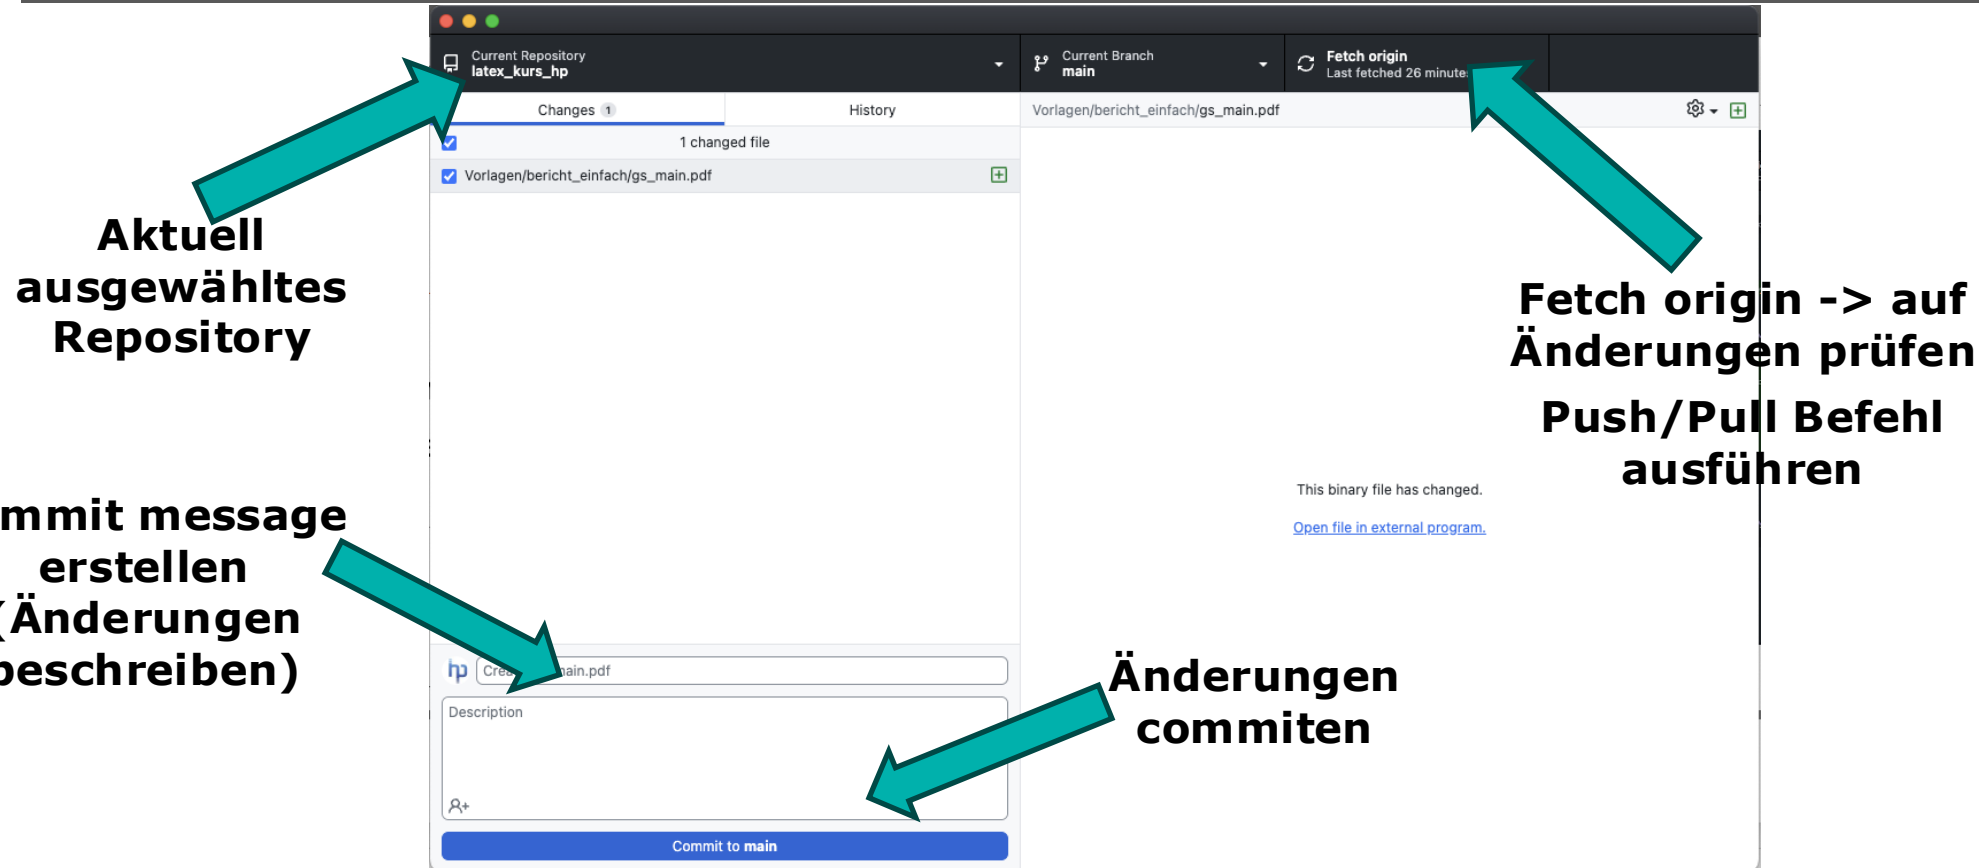 Current Repository
latex_kurs_hp
Current Branch
main
Fetch origin
Last fetched 26 minute
Changes 1
History
Vorlagen/bericht_einfach/gs_main.pdf
1 changed file
Vorlagen/bericht_einfach/gs_main.pdf
Aktuell
ausgewähltes
Repository
Fetch origin -> auf
Änderungen prüfen
Push/Pull Befehl
ausführen
This binary file has changed.
Open file in external program.
mmit message
erstellen
(Änderungen
beschreiben)
hp
main.pdf
Description
Änderungen
commiten
Commit to main